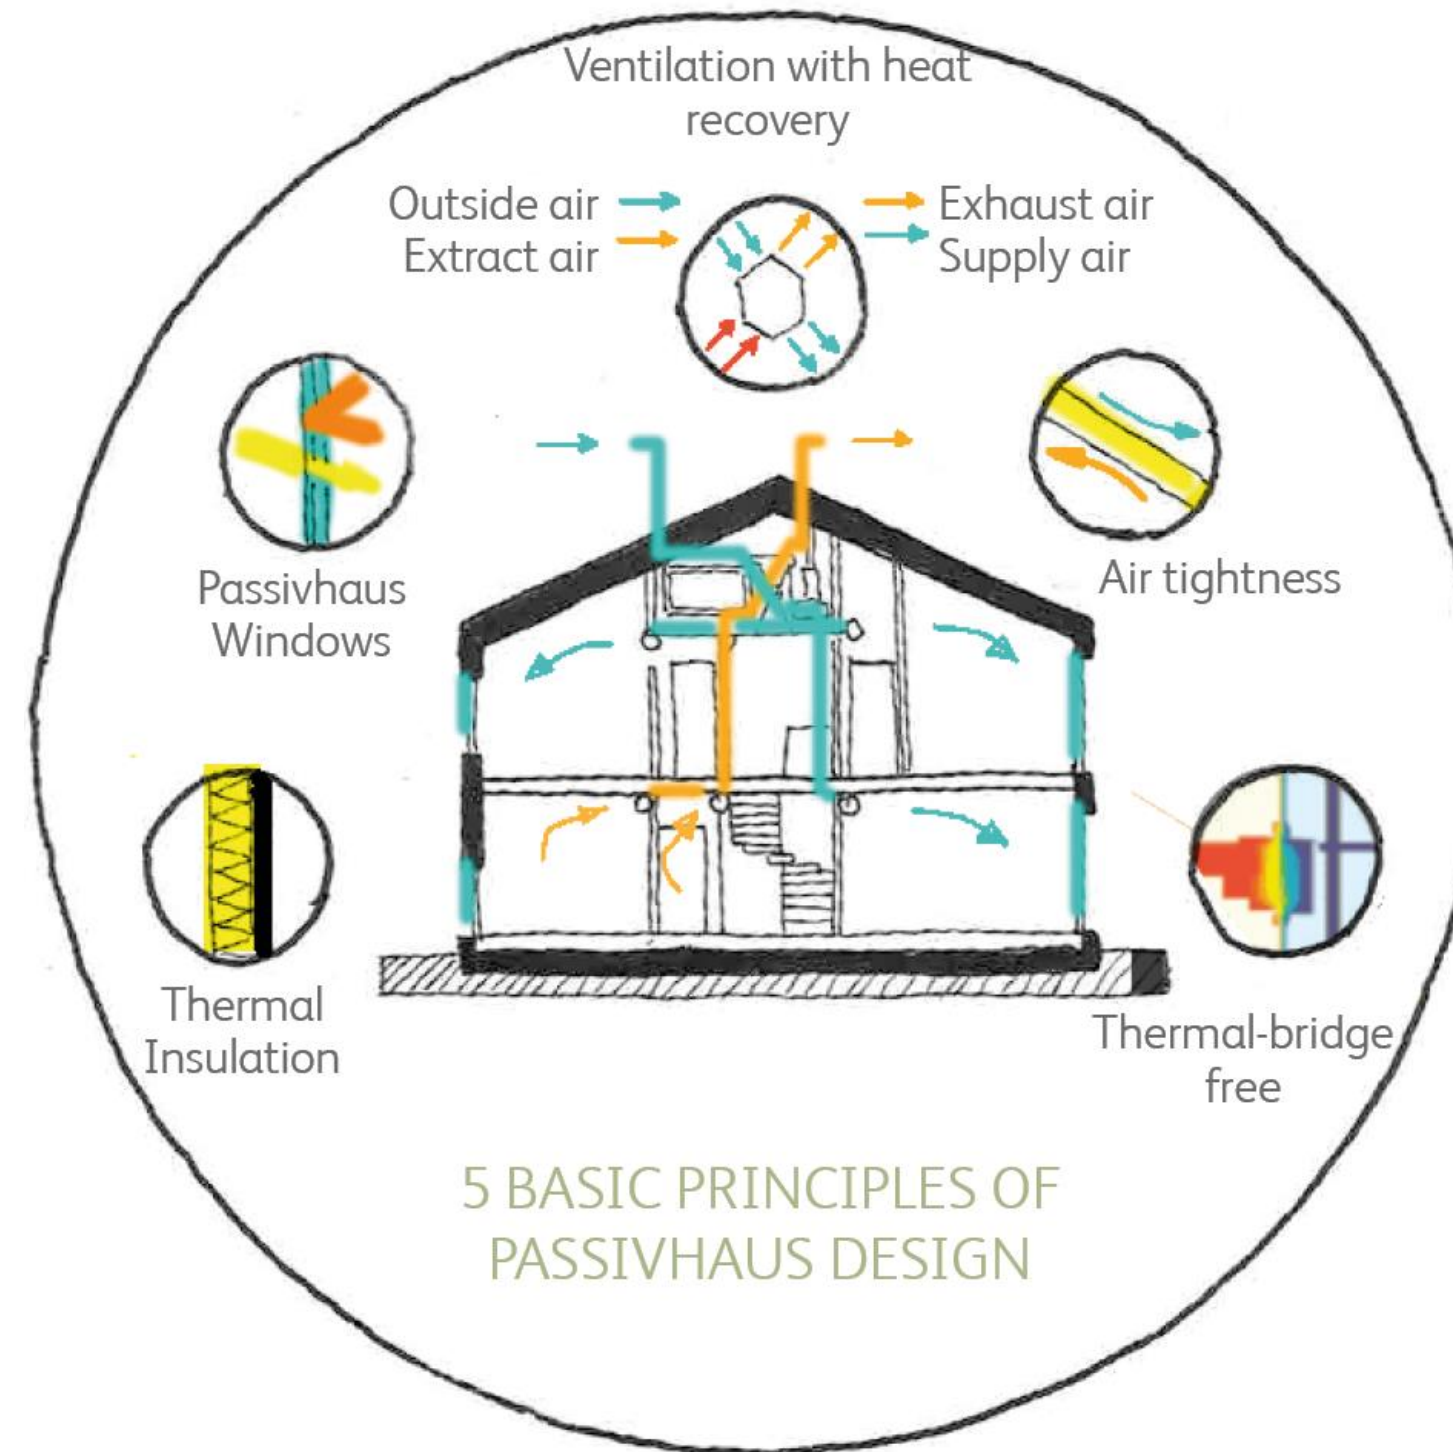 Ventilation with heat
recovery
Outside air
Extract air
Exhaust air
Supply air
Passivhaus
Windows
Air tightness
Thermal
Insulation
Thermal-bridge
free
5 BASIC PRINCIPLES OF
PASSIVHAUS DESIGN